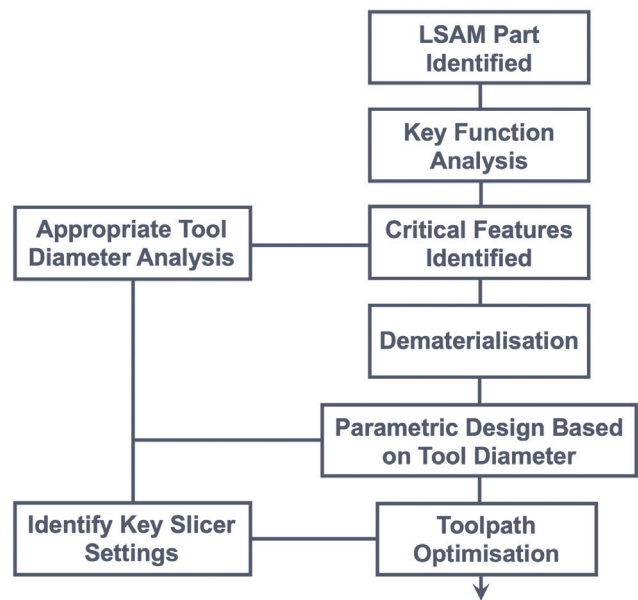 LSAM Part
Identified
Key Function
Analysis
Appropriate Tool
Diameter Analysis
Critical Features
Identified
Dematerialisation
Parametric Design Based
on Tool Diameter
Identify Key Slicer
Settings
Toolpath
Optimisation